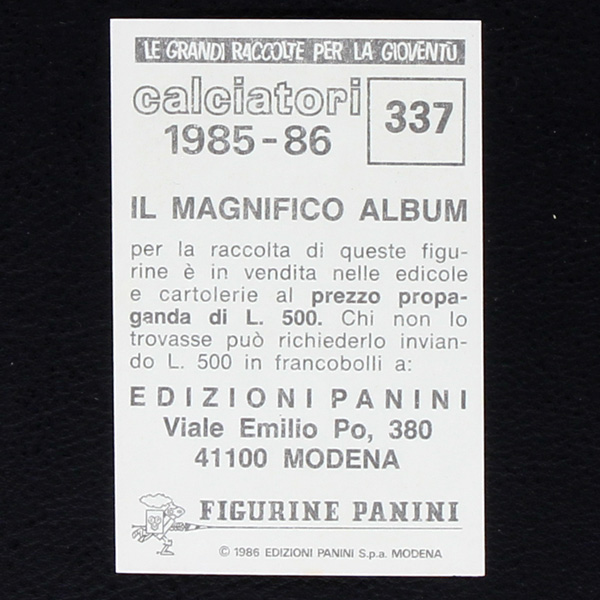 LE GRANDI RACCOLTE PER LA GIOVENTÙ
calciatori
1985-86
337
IL MAGNIFICO ALBUM
per la raccolta di queste figu-
rine è in vendita nelle edicole
e cartolerie al prezzo propa-
ganda di L. 500. Chi non lo
trovasse può richiederlo invian-
do L. 500 in francobolli a:
EDIZIONI PANINI
Viale Emilio Po, 380
41100 MODENA
FIGURINE PANINI
© 1986 EDIZIONI PANINI S.p.a. MODENA